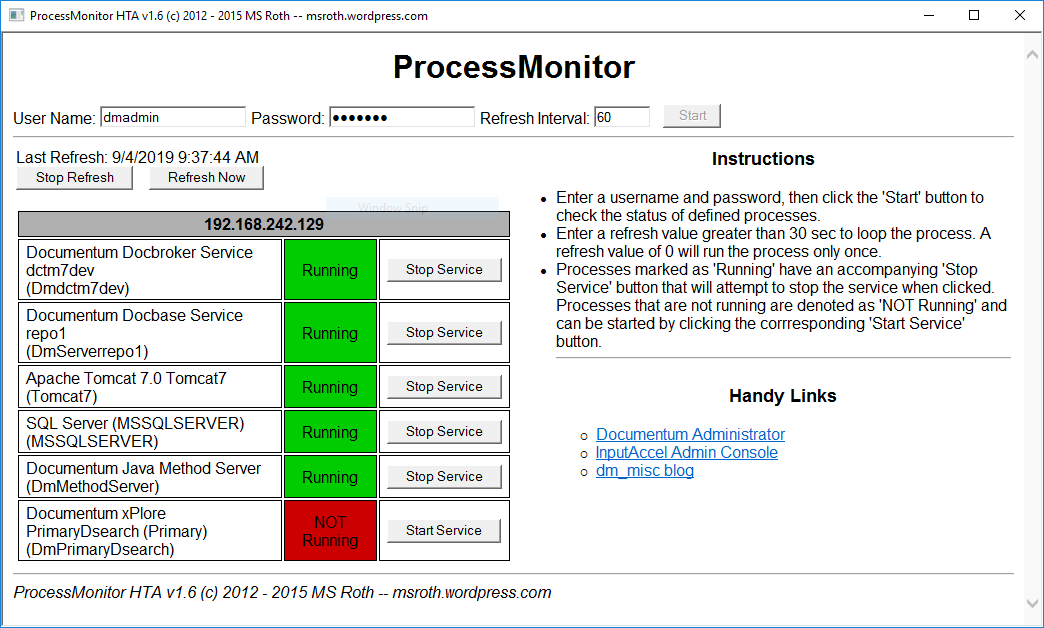 ProcessMonitor HTA v1.6 (c) 2012 - 2015 MS Roth -- msroth.wordpress.com
ProcessMonitor
User Name: dmadmin Password: ●●●●●●● Refresh Interval: 60 Start
Last Refresh: 9/4/2019 9:37:44 AM
Stop Refresh Refresh Now
Window Snip
192.168.242.129
Documentum Docbroker Service
dctm7dev
(Dmdctm7dev)
Running
Stop Service
Documentum Docbase Service
repo1
(DmServerrepo1)
Running
Stop Service
Apache Tomcat 7.0 Tomcat7
(Tomcat7)
Running
Stop Service
SQL Server (MSSQLSERVER)
(MSSQLSERVER)
Running
Stop Service
Documentum Java Method Server
(DmMethodServer)
Running
Stop Service
Documentum xPlore
PrimaryDsearch (Primary)
(DmPrimaryDsearch)
NOT
Running
Start Service
Instructions
• Enter a username and password, then click the 'Start' button to
check the status of defined processes.
• Enter a refresh value greater than 30 sec to loop the process. A
refresh value of 0 will run the process only once.
• Processes marked as 'Running' have an accompanying 'Stop
Service' button that will attempt to stop the service when clicked.
Processes that are not running are denoted as 'NOT Running' and
can be started by clicking the corrresponding 'Start Service'
button.
Handy Links
Documentum Administrator
InputAccel Admin Console
dm_misc blog
ProcessMonitor HTA v1.6 (c) 2012 - 2015 MS Roth -- msroth.wordpress.com